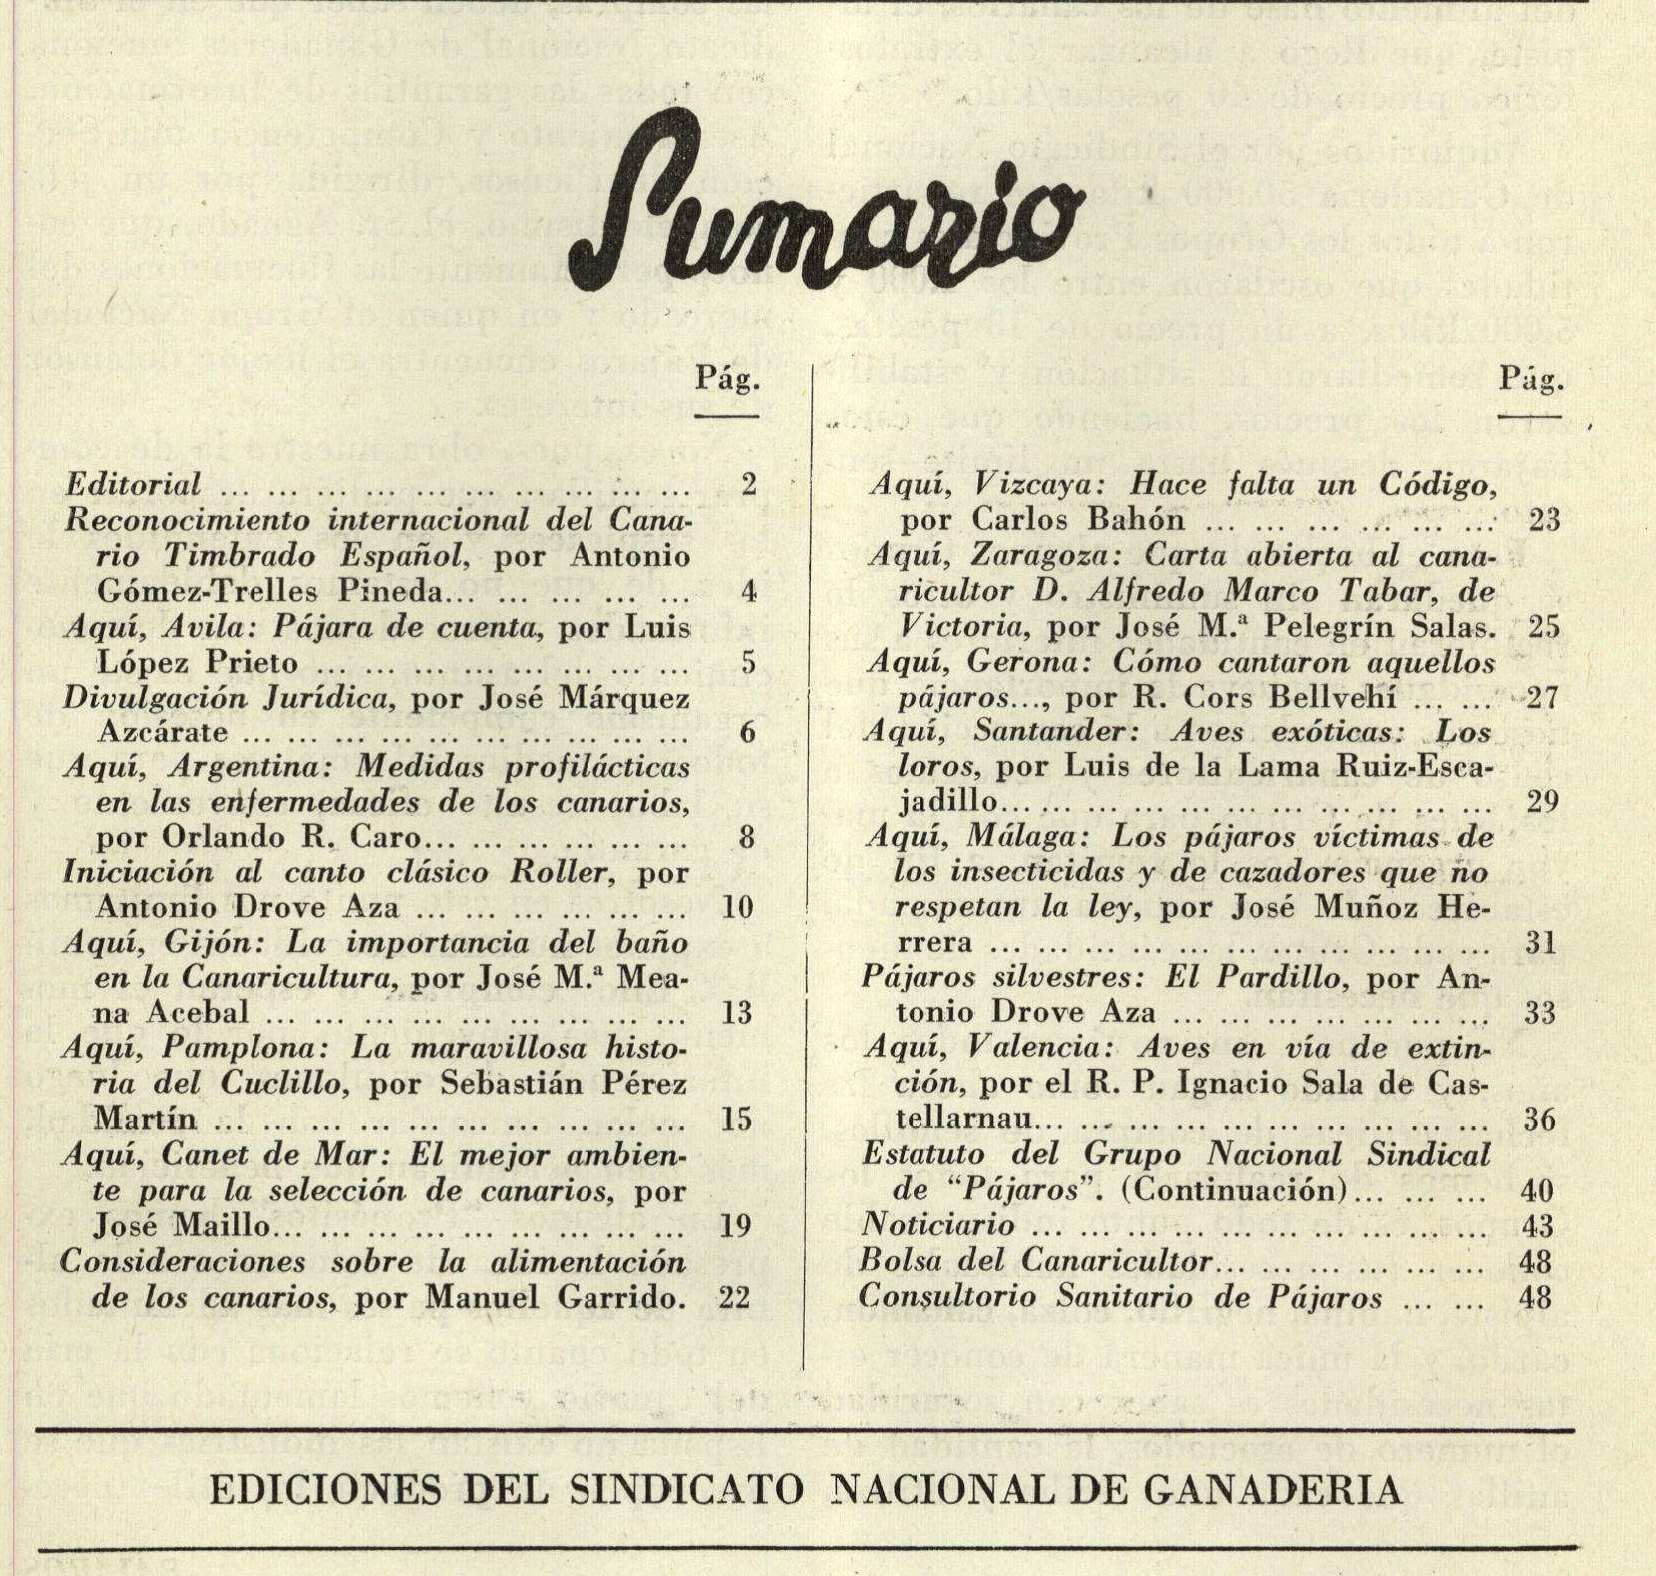 Sumario
Pág.
Editorial ... ... ... ... ... ... ... ... ... ... 2
Reconocimiento internacional del Cana-
rio Timbrado Español, por Antonio
Gómez-Trelles Pineda... ... ... ... ... ... 4
Aquí, Avila: Pájara de cuenta, por Luis
López Prieto ... ... ... ... ... ... ... ... 5
Divulgación Jurídica, por José Márquez
Azcárate ... ... ... ... ... ... ... ... ... ... 6
Aquí, Argentina: Medidas profilácticas
en las enfermedades de los canarios,
por Orlando R. Caro... ... ... ... ... ... 8
Iniciación al canto clásico Roller, por
Antonio Drove Aza ... ... ... ... ... ... 10
Aquí, Gijón: La importancia del baño
en la Canaricultura, por José M.ª Mea-
na Acebal ... ... ... ... ... ... ... ... ... 13
Aquí, Pamplona: La maravillosa histo-
ria del Cuclillo, por Sebastián Pérez
Martín ... ... ... ... ... ... ... ... ... ... 15
Aquí, Canet de Mar: El mejor ambien-
te para la selección de canarios, por
José Maillo... ... ... ... ... ... ... ... ... 19
Consideraciones sobre la alimentación
de los canarios, por Manuel Garrido. 22
Pág.
Aquí, Vizcaya: Hace falta un Código,
por Carlos Bahón ... ... ... ... ... ... 23
Aquí, Zaragoza: Carta abierta al cana-
ricultor D. Alfredo Marco Tabar, de
Victoria, por José M.ª Pelegrín Salas. 25
Aquí, Gerona: Cómo cantaron aquellos
pájaros..., por R. Cors Bellvehí ... ... 27
Aquí, Santander: Aves exóticas: Los
loros, por Luis de la Lama Ruiz-Esca-
jadillo... ... ... ... ... ... ... ... ... ... ... 29
Aquí, Málaga: Los pájaros víctimas de
los insecticidas y de cazadores que no
respetan la ley, por José Muñoz He-
rrera ... ... ... ... ... ... ... ... ... ... ... 31
Pájaros silvestres: El Pardillo, por An-
tonio Drove Aza ... ... ... ... ... ... ... 33
Aquí, Valencia: Aves en vía de extin-
ción, por el R. P. Ignacio Sala de Cas-
tellarnau... ... ... ... ... ... ... ... ... ... 36
Estatuto del Grupo Nacional Sindical
de “Pájaros”. (Continuación)... ... ... 40
Noticiario ... ... ... ... ... ... ... ... ... ... 43
Bolsa del Canaricultor... ... ... ... ... ... 48
Consultorio Sanitario de Pájaros ... ... 48
EDICIONES DEL SINDICATO NACIONAL DE GANADERIA